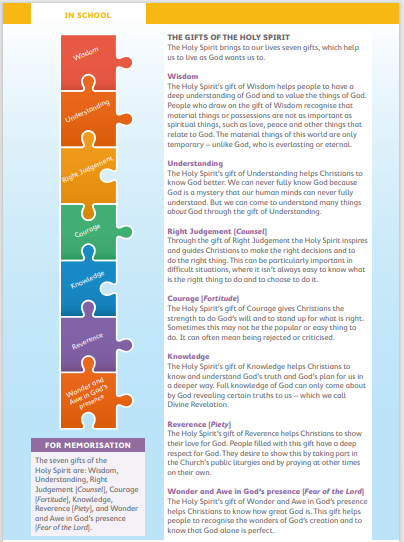 IN SCHOOL
Wisdom
Understanding
Right Judgement
Courage
Knowledge
Reverence
Wonder and
Awe in God's
presence
FOR MEMORISATION
The seven gifts of the
Holy Spirit are: Wisdom,
Understanding, Right
Judgement [Counsel], Courage
[Fortitude], Knowledge,
Reverence [Piety], and Wonder
and Awe in God's presence
[Fear of the Lord].
THE GIFTS OF THE HOLY SPIRIT
The Holy Spirit brings to our lives seven gifts, which help
us to live as God wants us to.
Wisdom
The Holy Spirit's gift of Wisdom helps people to have a
deep understanding of God and to value the things of God.
People who draw on the gift of Wisdom recognise that
material things or possessions are not as important as
spiritual things, such as love, peace and other things that
relate to God. The material things of this world are only
temporary – unlike God, who is everlasting or eternal.
Understanding
The Holy Spirit's gift of Understanding helps Christians to
know God better. We can never fully know God because
God is a mystery that our human minds can never fully
understand. But we can come to understand many things
about God through the gift of Understanding.
Right Judgement [Counsel]
Through the gift of Right Judgement the Holy Spirit inspires
and guides Christians to make the right decisions and to
do the right thing. This can be particularly important in
difficult situations, where it isn't always easy to know what
is the right thing to do and to choose to do it.
Courage [Fortitude]
The Holy Spirit's gift of Courage gives Christians the
strength to do God's will and to stand up for what is right.
Sometimes this may not be the popular or easy thing to
do. It can often mean being rejected or criticised.
Knowledge
The Holy Spirit's gift of Knowledge helps Christians to
know and understand God's truth and God's plan for us in
a deeper way. Full knowledge of God can only come about
by God revealing certain truths to us – which we call
Divine Revelation.
Reverence [Piety]
The Holy Spirit's gift of Reverence helps Christians to show
their love for God. People filled with this gift have a deep
respect for God. They desire to show this by taking part in
the Church's public liturgies and by praying at other times
on their own.
Wonder and Awe in God's presence [Fear of the Lord]
The Holy Spirit's gift of Wonder and Awe in God's presence
helps Christians to know how great God is. This gift helps
people to recognise the wonders of God's creation and to
know that God alone is perfect.